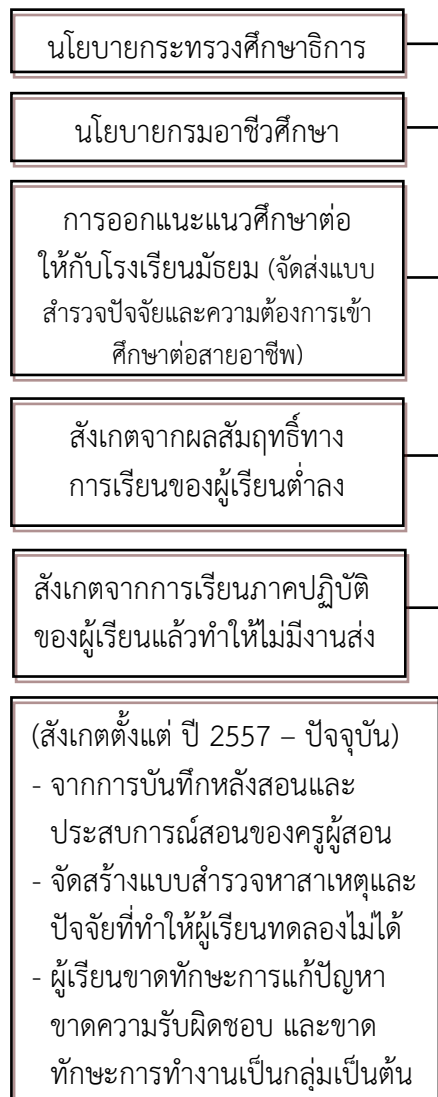 นโยบายกระทรวงศึกษาธิการ
นโยบายกรมอาชีวศึกษา
การออกแนะแนวศึกษาต่อ
ให้กับโรงเรียนมัธยม (จัดส่งแบบ
สำรวจปัจจัยและความต้องการเข้า
ศึกษาต่อสายอาชีพ)
สังเกตจากผลสัมฤทธิ์ทาง
การเรียนของผู้เรียนต่ำลง
สังเกตจากการเรียนภาคปฏิบัติ
ของผู้เรียนแล้วทำให้ไม่มีงานส่ง
(สังเกตตั้งแต่ ปี 2557 – ปัจจุบัน)
- จากการบันทึกหลังสอนและ
ประสบการณ์สอนของครูผู้สอน
- จัดสร้างแบบสำรวจหาสาเหตุและ
ปัจจัยที่ทำให้ผู้เรียนทดลองไม่ได้
- ผู้เรียนขาดทักษะการแก้ปัญหา
ขาดความรับผิดชอบ และขาด
ทักษะการทำงานเป็นกลุ่มเป็นต้น